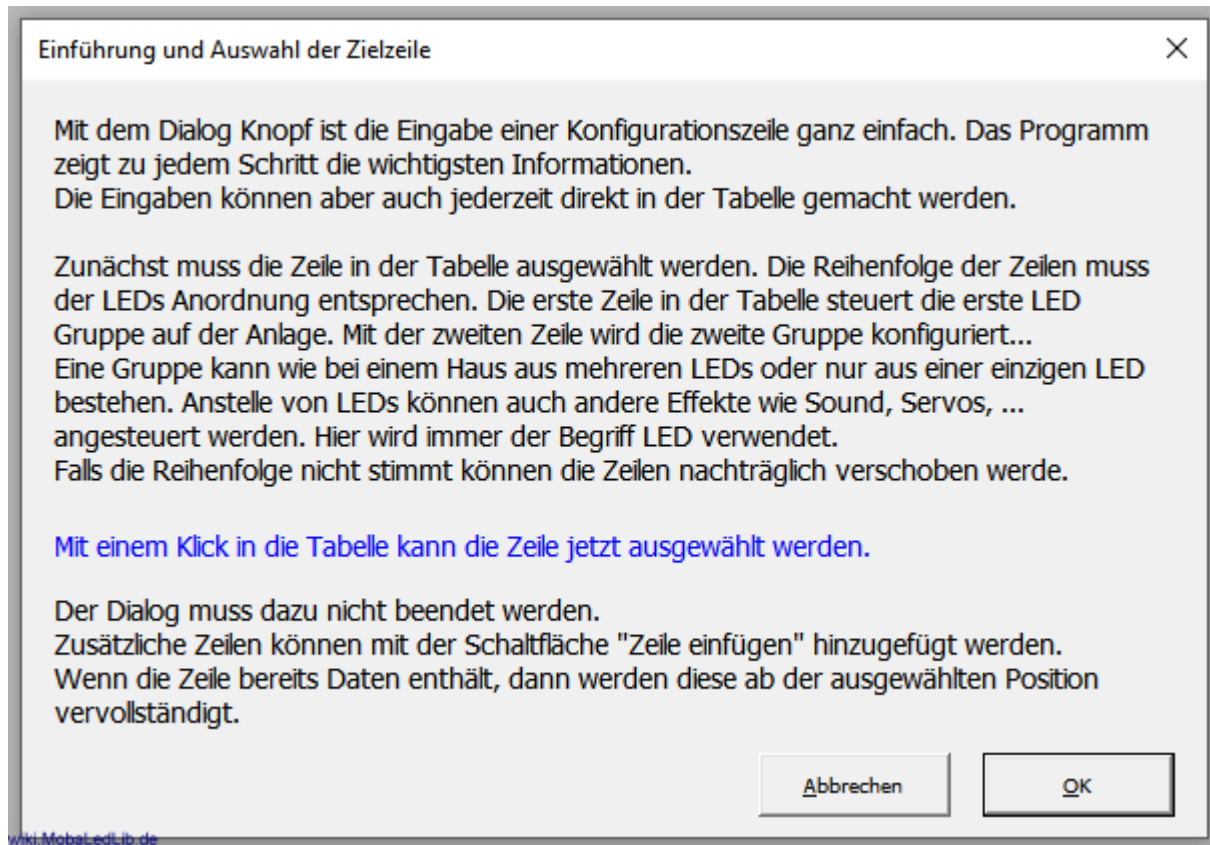 Einführung und Auswahl der Zielzeile
Mit dem Dialog Knopf ist die Eingabe einer Konfigurationszeile ganz einfach. Das Programm
zeigt zu jedem Schritt die wichtigsten Informationen.
Die Eingaben können aber auch jederzeit direkt in der Tabelle gemacht werden.
Zunächst muss die Zeile in der Tabelle ausgewählt werden. Die Reihenfolge der Zeilen muss
der LEDs Anordnung entsprechen. Die erste Zeile in der Tabelle steuert die erste LED
Gruppe auf der Anlage. Mit der zweiten Zeile wird die zweite Gruppe konfiguriert...
Eine Gruppe kann wie bei einem Haus aus mehreren LEDs oder nur aus einer einzigen LED
bestehen. Anstelle von LEDs können auch andere Effekte wie Sound, Servos, ...
angesteuert werden. Hier wird immer der Begriff LED verwendet.
Falls die Reihenfolge nicht stimmt können die Zeilen nachträglich verschoben werde.
Mit einem Klick in die Tabelle kann die Zeile jetzt ausgewählt werden.
Der Dialog muss dazu nicht beendet werden.
Zusätzliche Zeilen können mit der Schaltfläche "Zeile einfügen" hinzugefügt werden.
Wenn die Zeile bereits Daten enthält, dann werden diese ab der ausgewählten Position
vervollständigt.
Abbrechen
OK
wiki.MobaLedLib.de